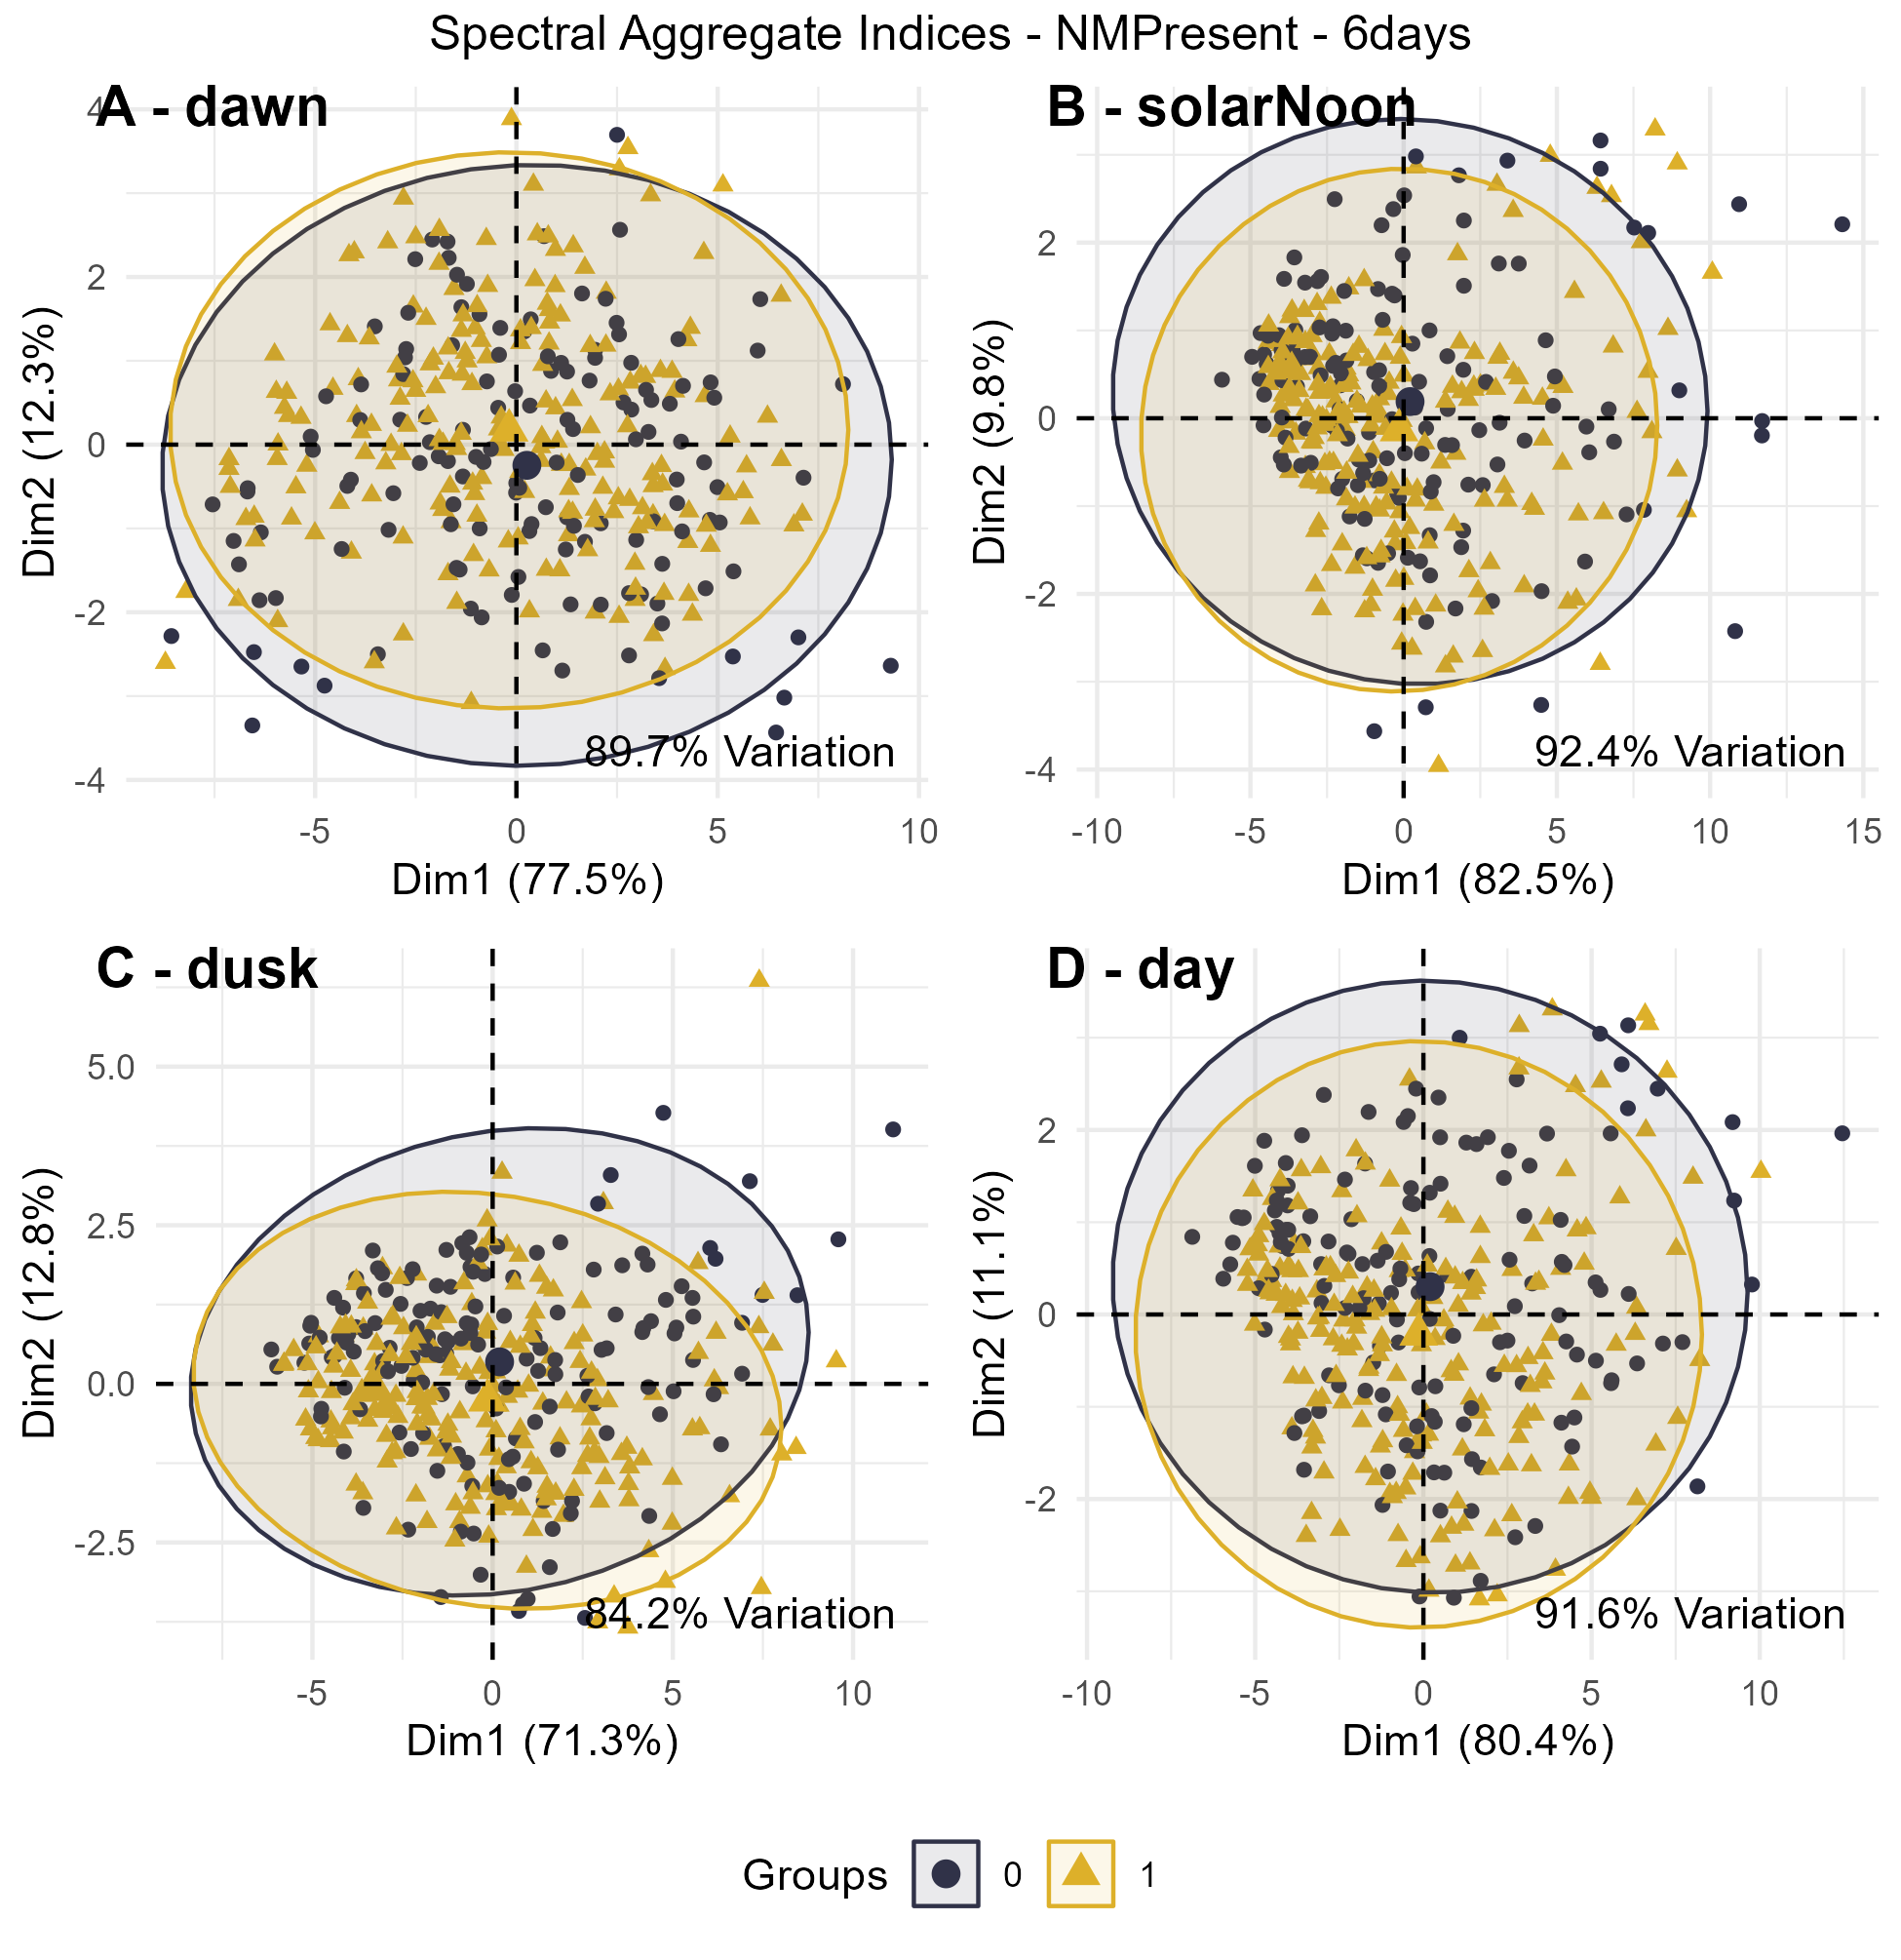 Spectral Aggregate Indices - NMPresent - 6days
A - dawn
4
2
0
-2
-4
Dim2 (12.3%)
89.7% Variation
-5
0
5
10
Dim1 (77.5%)
B - solarNoon
2
0
-2
-4
Dim2 (9.8%)
92.4% Variation
-10
-5
0
5
10
15
Dim1 (82.5%)
C - dusk
5.0
2.5
0.0
-2.5
Dim2 (12.8%)
84.2% Variation
-5
0
5
10
Dim1 (71.3%)
D - day
2
0
-2
Dim2 (11.1%)
91.6% Variation
-10
-5
0
5
10
Dim1 (80.4%)
Groups 0 1